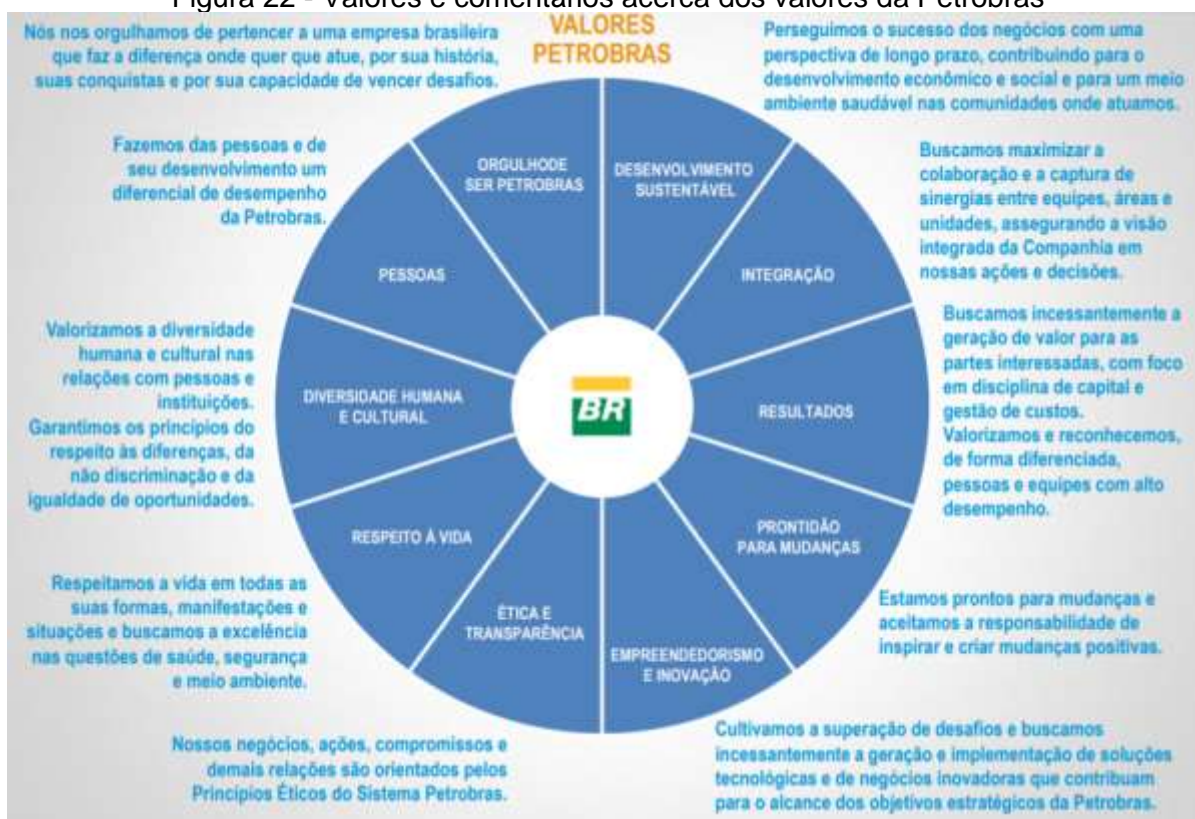 Figura 22 - Valores e comentários acerca dos valores da Petrobras
VALORES
PETROBRAS
Nós nos orgulhamos de pertencer a uma empresa brasileira
que faz a diferença onde quer que atue, por sua história,
suas conquistas e por sua capacidade de vencer desafios.
Perseguimos o sucesso dos negócios com uma
perspectiva de longo prazo, contribuindo para o
desenvolvimento econômico e social e para um meio
ambiente saudável nas comunidades onde atuamos.
Fazemos das pessoas e de
seu desenvolvimento um
diferencial de desempenho
da Petrobras.
ORGULHODE
SER PETROBRAS
DESENVOLVIMENTO
SUSTENTÁVEL
Buscamos maximizar a
colaboração e a captura de
sinergias entre equipes, áreas e
unidades, assegurando a visão
integrada da Companhia em
nossas ações e decisões.
PESSOAS
INTEGRAÇÃO
Valorizamos a diversidade
humana e cultural nas
relações com pessoas e
instituições.
Garantimos os princípios do
respeito às diferenças, da
não discriminação e da
igualdade de oportunidades.
DIVERSIDADE HUMANA
E CULTURAL
BR
RESULTADOS
Buscamos incessantemente a
geração de valor para as
partes interessadas, com foco
em disciplina de capital e
gestão de custos.
Valorizamos e reconhecemos,
de forma diferenciada,
pessoas e equipes com alto
desempenho.
RESPEITO À VIDA
PRONTIDÃO
PARA MUDANÇAS
Respeitamos a vida em todas as
suas formas, manifestações e
situações e buscamos a excelência
nas questões de saúde, segurança
e meio ambiente.
ÉTICA E
TRANSPARÊNCIA
EMPREENDEDORISMO
E INOVAÇÃO
Estamos prontos para mudanças e
aceitamos a responsabilidade de
inspirar e criar mudanças positivas.
Nossos negócios, ações, compromissos e
demais relações são orientados pelos
Princípios Éticos do Sistema Petrobras.
Cultivamos a superação de desafios e buscamos
incessantemente a geração e implementação de soluções
tecnológicas e de negócios inovadoras que contribuam
para o alcance dos objetivos estratégicos da Petrobras.